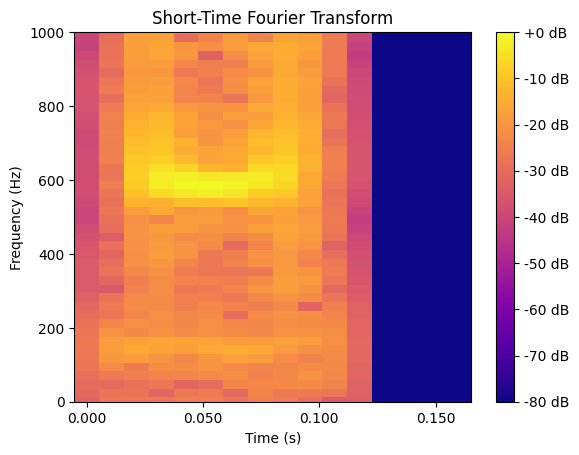 Short-Time Fourier Transform
Frequency (Hz)
1000
800
600
400
200
0
0.000
0.050
0.100
0.150
Time (s)
+0 dB
-10 dB
-20 dB
-30 dB
-40 dB
-50 dB
-60 dB
-70 dB
-80 dB